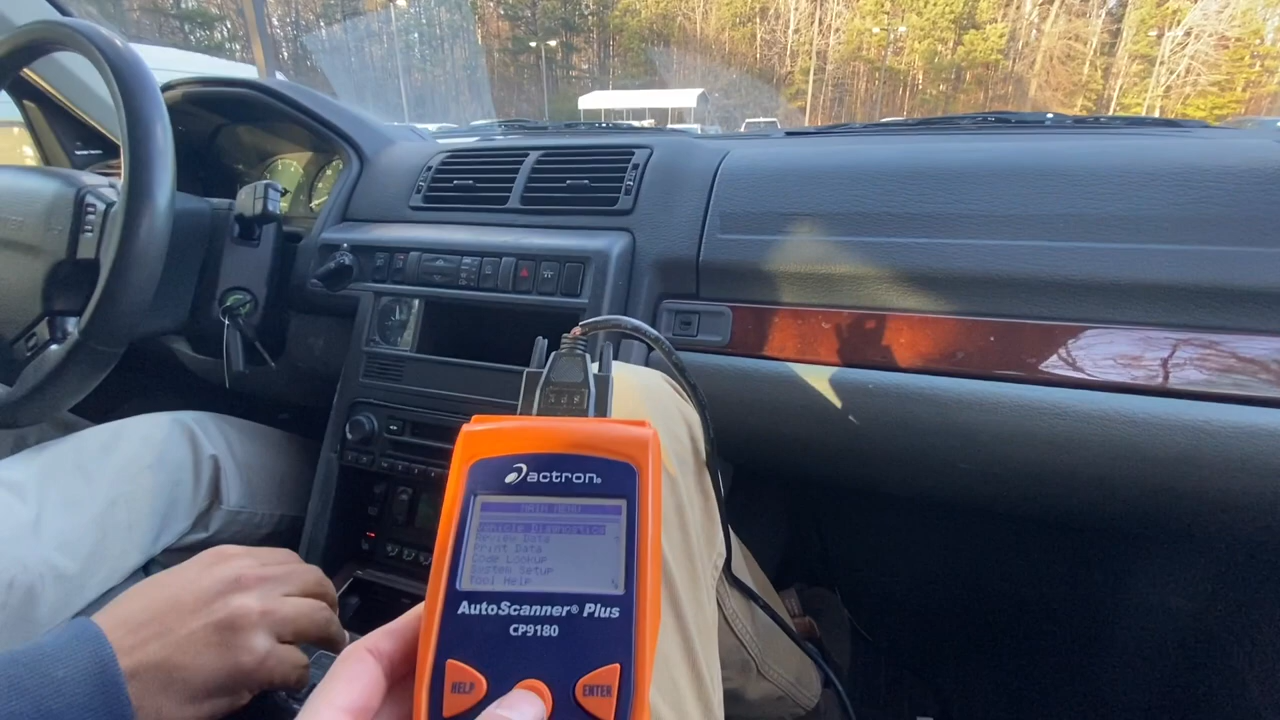 actron®
MAIN MENU
Vehicle Diagnostics
Review Data
Print Data
Code Lookup
System Setup
Tool Help
AutoScanner® Plus
CP9180
HELP
ENTER